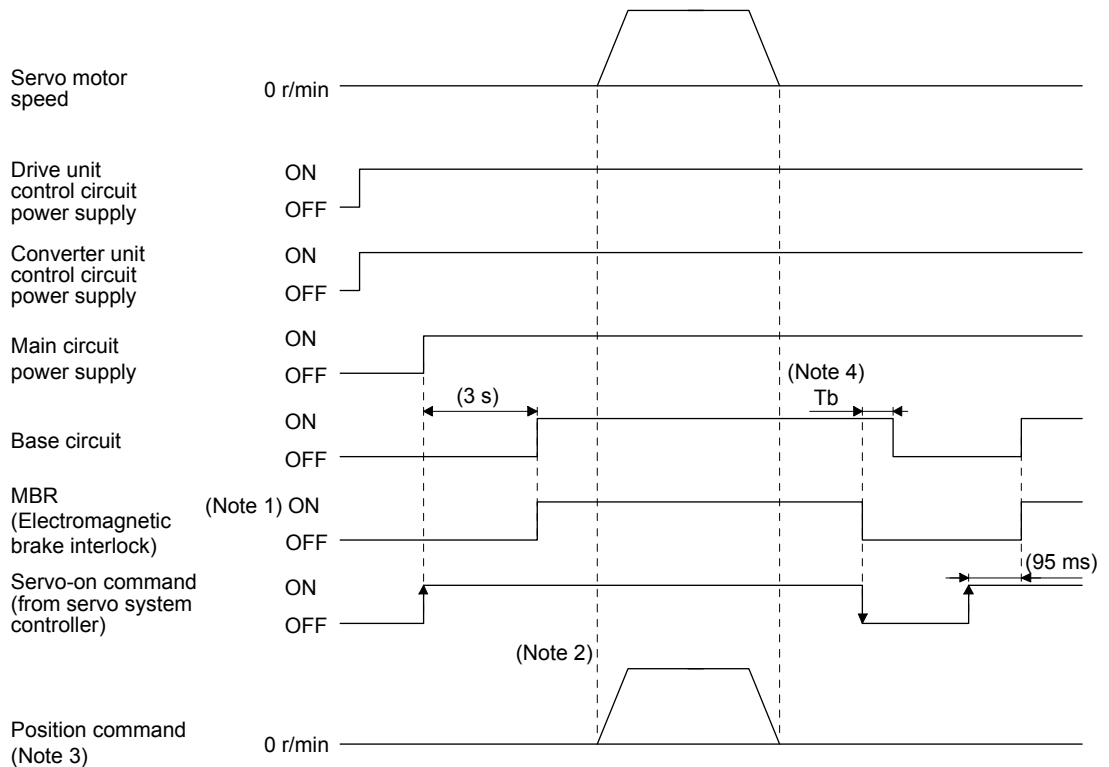 Servo motor
speed
0 r/min
Drive unit
control circuit
power supply
ON
OFF
Converter unit
control circuit
power supply
ON
OFF
Main circuit
power supply
ON
OFF
(3 s)
(Note 4)
Tb
Base circuit
ON
OFF
MBR
(Electromagnetic
brake interlock)
(Note 1) ON
OFF
Servo-on command
(from servo system
controller)
ON
OFF
(95 ms)
(Note 2)
Position command
(Note 3)
0 r/min